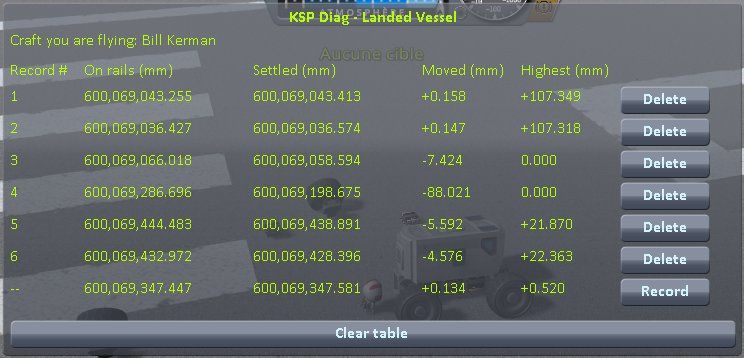 ATMOSPHÈRE
KSP Diag - Landed Vessel
Craft you are flying: Bill Kerman
Aucune cible
Record # On rails (mm) Settled (mm) Moved (mm) Highest (mm)
1 600,069,043.255 600,069,043.413 +0.158 +107.349 Delete
2 600,069,036.427 600,069,036.574 +0.147 +107.318 Delete
3 600,069,066.018 600,069,058.594 -7.424 0.000 Delete
4 600,069,286.696 600,069,198.675 -88.021 0.000 Delete
5 600,069,444.483 600,069,438.891 -5.592 +21.870 Delete
6 600,069,432.972 600,069,428.396 -4.576 +22.363 Delete
-- 600,069,347.447 600,069,347.581 +0.134 +0.520 Record
Clear table